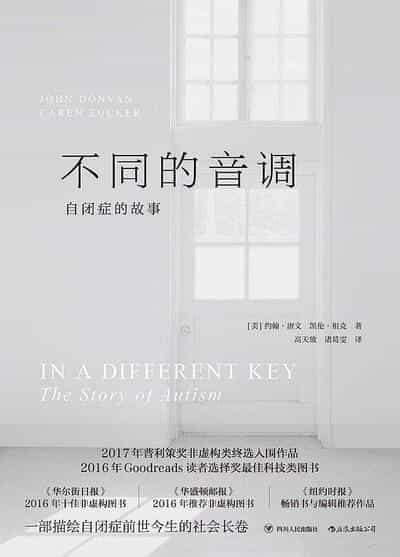 JOHN DONVAN
CAREN ZUCKER
不同的音调
自闭症的故事
[美] 约翰·唐文 凯伦·祖克 著
高天放 诸葛雯 译
IN A DIFFERENT KEY
The Story of Autism
2017年普利策奖非虚构类终选入围作品
2016年Goodreads读者选择奖最佳科技类图书
《华尔街日报》 《华盛顿邮报》 《纽约时报》
2016年十佳非虚构图书 2016年推荐非虚构图书 畅销书与编辑推荐作品
一部描绘自闭症前世今生的社会长卷
四川人民出版社 后浪出版公司